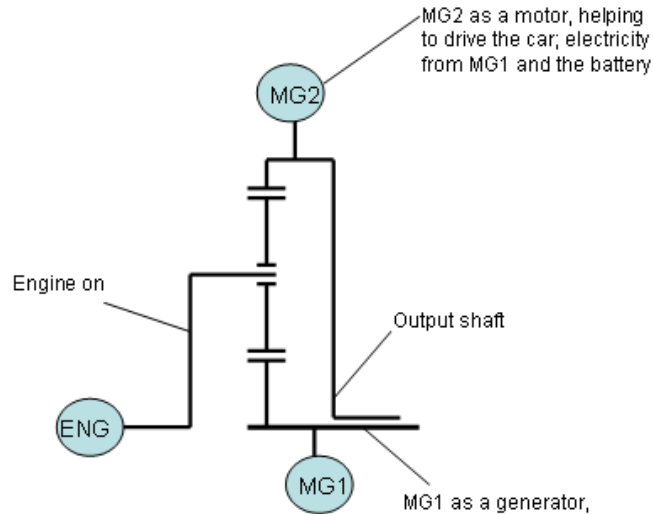 MG2 as a motor, helping
to drive the car; electricity
from MG1 and the battery
MG2
Engine on
Output shaft
ENG
MG1
MG1 as a generator,